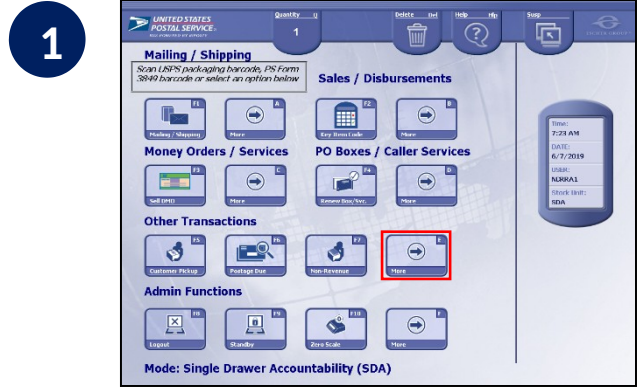 1
UNITED STATES
POSTAL SERVICE
Quantity U
1
Delete Del
Help Hlp
Susp
Mailing / Shipping
Scan USPS packaging barcode, PS Form
3849 barcode or select an option below
Sales / Disbursements
F1 Mailing / Shipping
A More
F2 Key Item Code
B More
Money Orders / Services
PO Boxes / Caller Services
F3 Sell DMO
C More
F4 Renew Box/Svc.
D More
Other Transactions
F5 Customer Pickup
F6 Postage Due
F7 Non-Revenue
E More
Admin Functions
F8 Logout
F9 Standby
F10 Zero Scale
F More
Mode: Single Drawer Accountability (SDA)
Time:
7:23 AM
DATE:
6/7/2019
USER:
NJRRA1
Stock Unit:
SDA